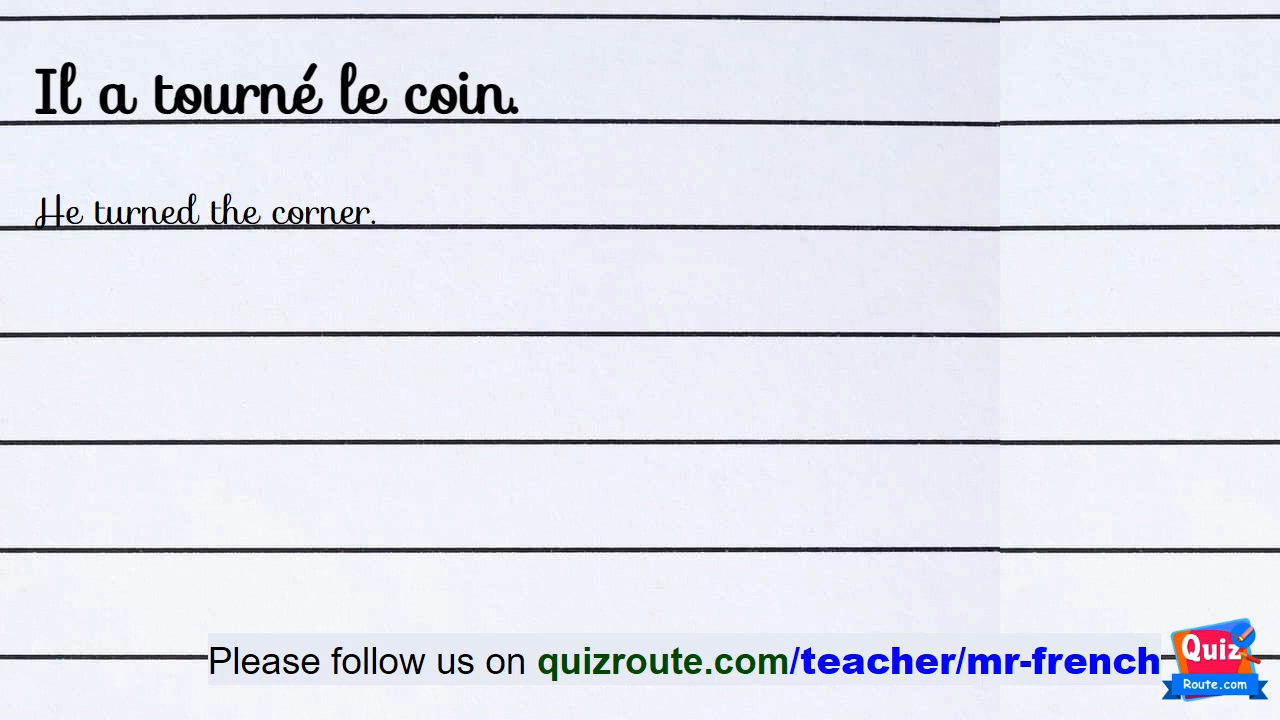 Il a tourné le coin.
He turned the corner.
Please follow us on quizroute.com/teacher/mr-french
Quiz
Route.com